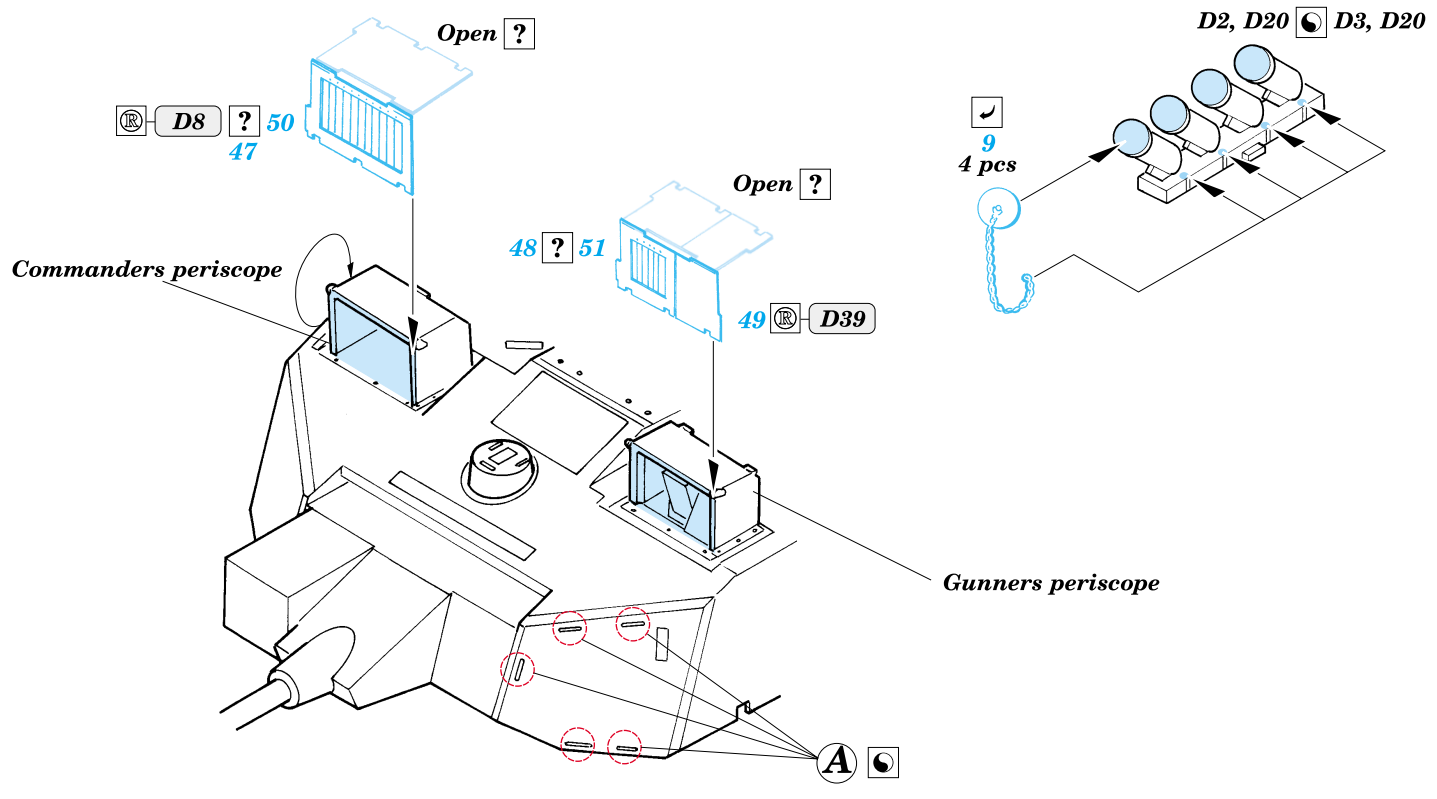 Open ?
D2, D20 D3, D20
® D8 ? 50
47
9
4 pcs
Open ?
48 ? 51
Commanders periscope
49 ® D39
Gunners periscope
A